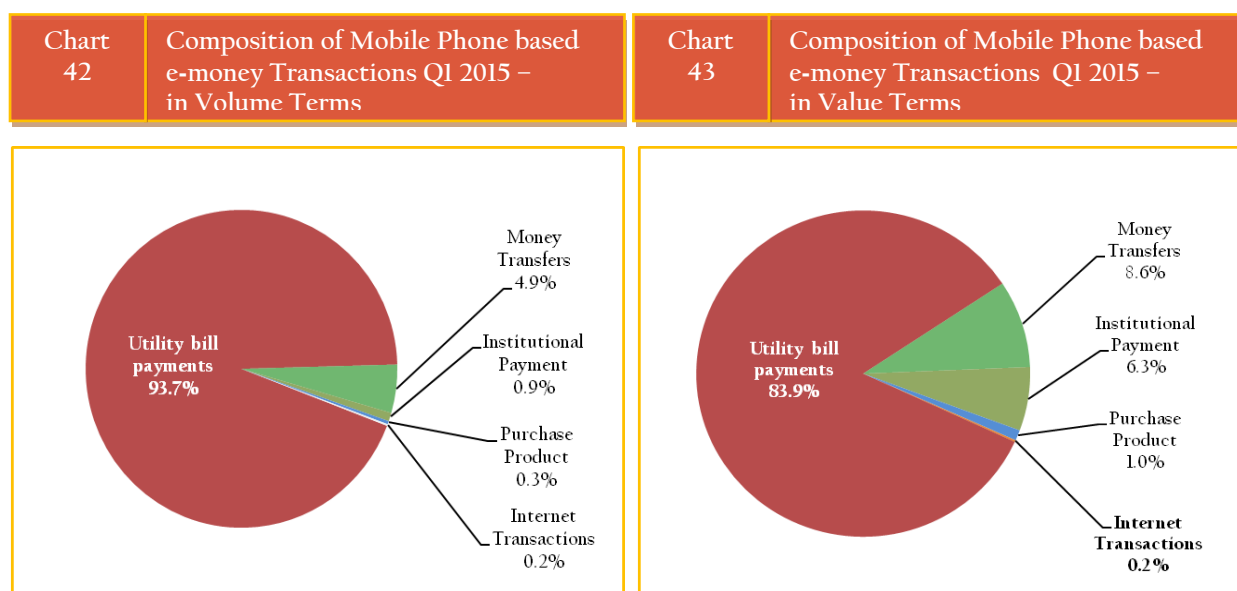 Chart
42
Composition of Mobile Phone based
e-money Transactions Q1 2015 –
in Volume Terms
Chart
43
Composition of Mobile Phone based
e-money Transactions Q1 2015 –
in Value Terms
Utility bill
payments
93.7%
Money
Transfers
4.9%
Institutional
Payment
0.9%
Purchase
Product
0.3%
Internet
Transactions
0.2%
Utility bill
payments
83.9%
Money
Transfers
8.6%
Institutional
Payment
6.3%
Purchase
Product
1.0%
Internet
Transactions
0.2%